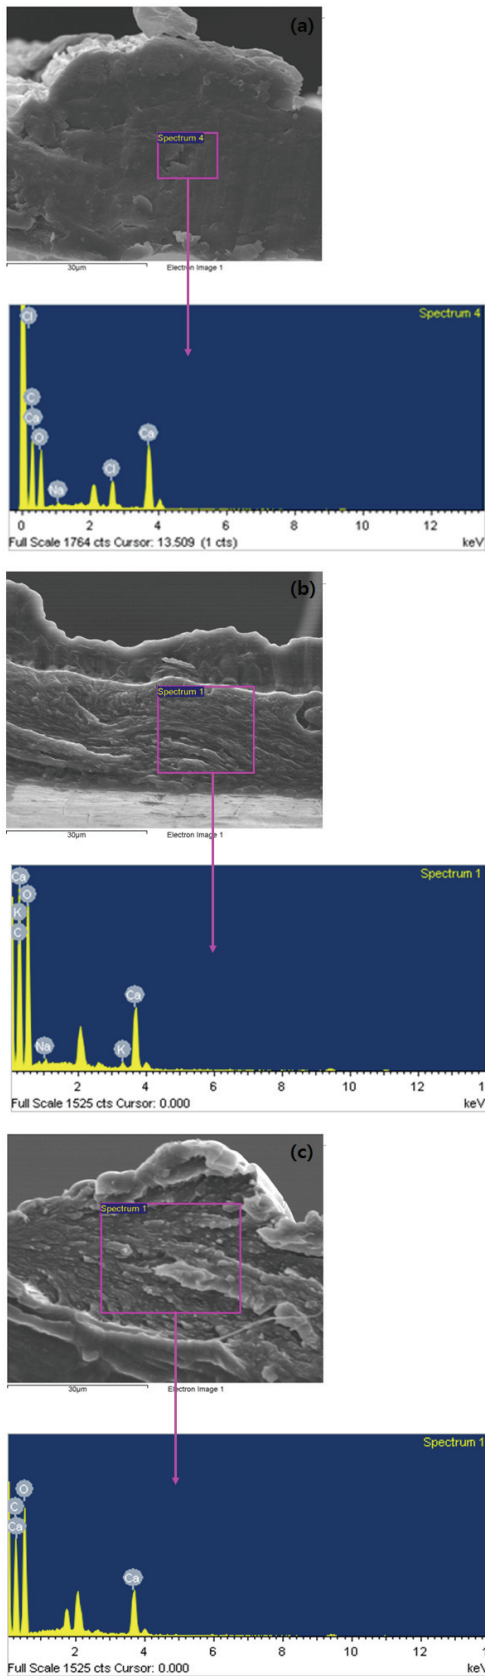 (a)
Spectrum 4
30µm
Electron Image 1
Spectrum 4
Cl
C
Ca
O
Na
Cl
Ca
0 2 4 6 8 10 12
Full Scale 1764 cts Cursor: 13.509 (1 cts)
keV
(b)
Spectrum 1
30µm
Electron Image 1
Spectrum 1
Ca
O
K
C
Na
K
Ca
2 4 6 8 10 12 1
Full Scale 1525 cts Cursor: 0.000
keV
(c)
Spectrum 1
30µm
Electron Image 1
Spectrum 1
O
C
Ca
Ca
2 4 6 8 10 12 1
Full Scale 1525 cts Cursor: 0.000
keV